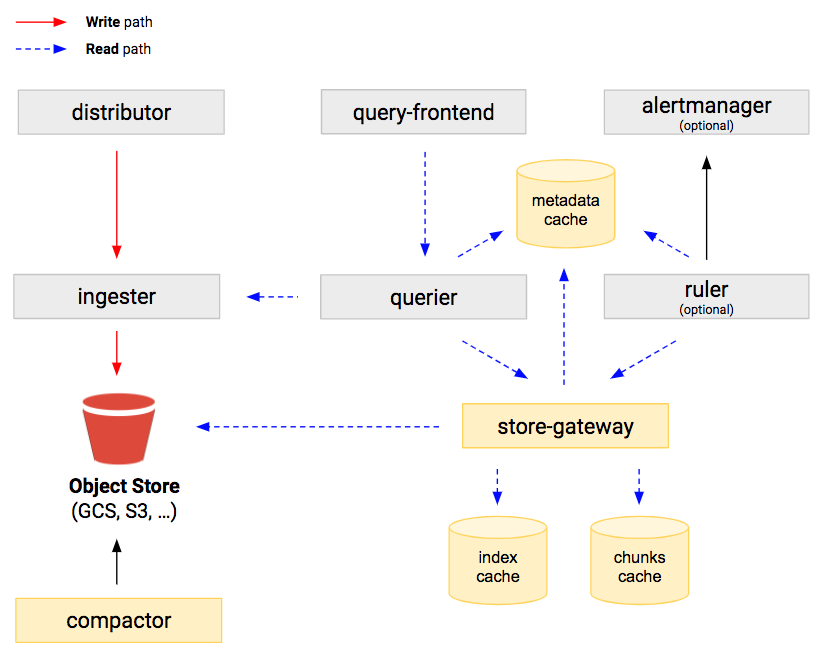 Write path
Read path
distributor
query-frontend
alertmanager
(optional)
metadata
cache
ingester
querier
ruler
(optional)
store-gateway
Object Store
(GCS, S3, ...)
index
cache
chunks
cache
compactor